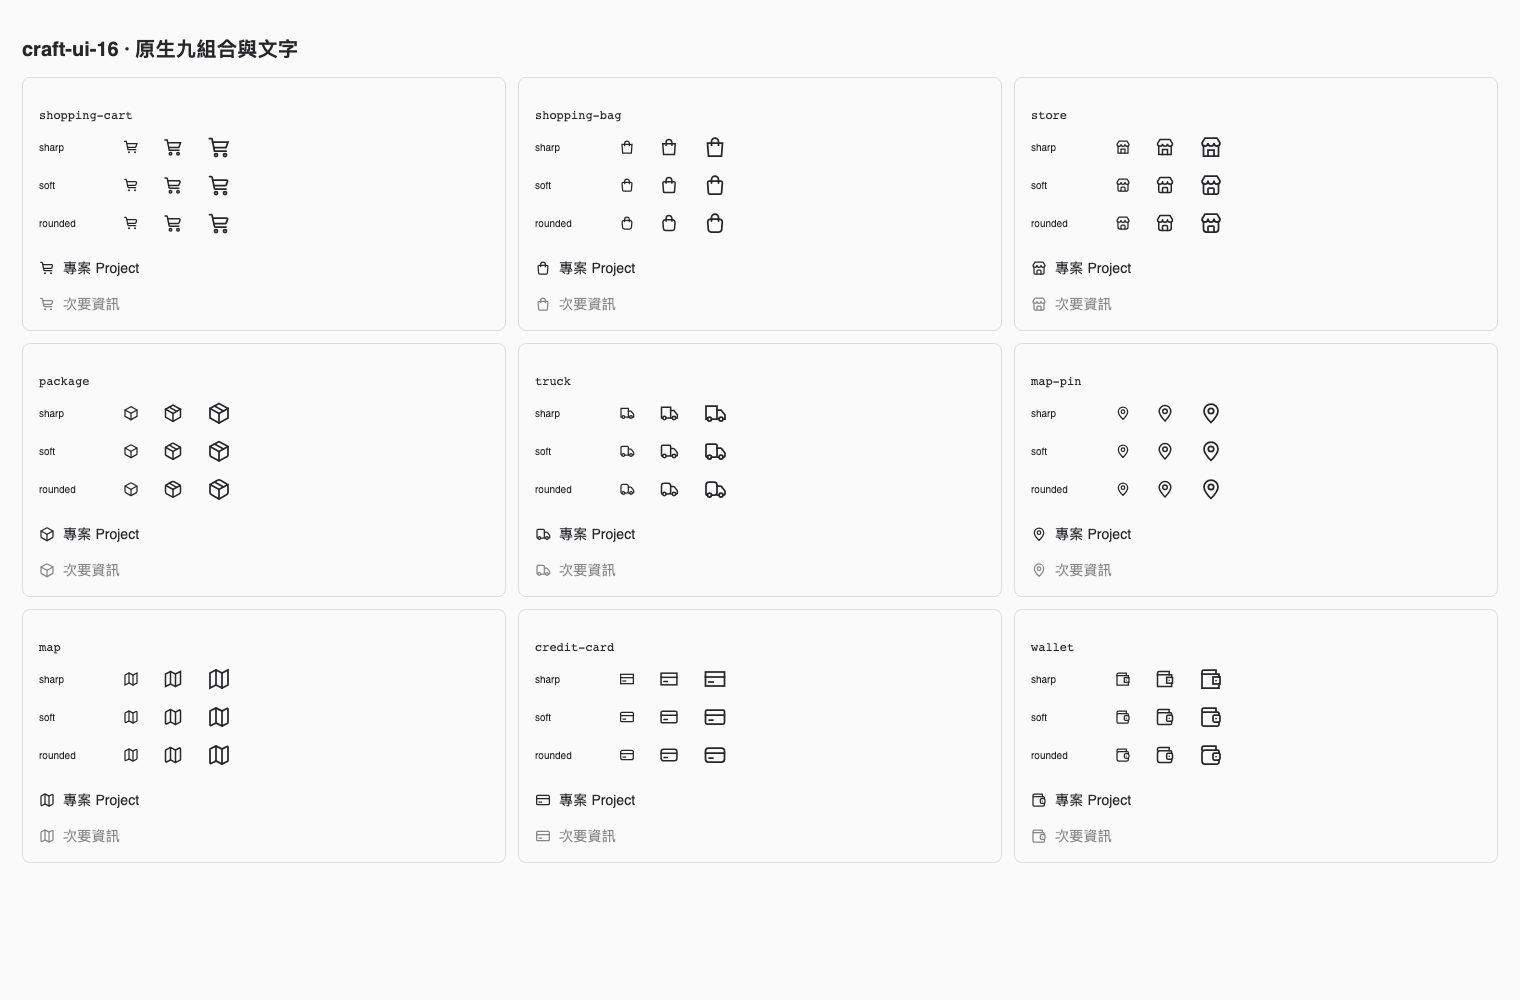 craft-ui-16 · 原生九組合與文字
shopping-cart
sharp
soft
rounded
專案 Project
次要資訊
shopping-bag
sharp
soft
rounded
專案 Project
次要資訊
store
sharp
soft
rounded
專案 Project
次要資訊
package
sharp
soft
rounded
專案 Project
次要資訊
truck
sharp
soft
rounded
專案 Project
次要資訊
map-pin
sharp
soft
rounded
專案 Project
次要資訊
map
sharp
soft
rounded
專案 Project
次要資訊
credit-card
sharp
soft
rounded
專案 Project
次要資訊
wallet
sharp
soft
rounded
專案 Project
次要資訊